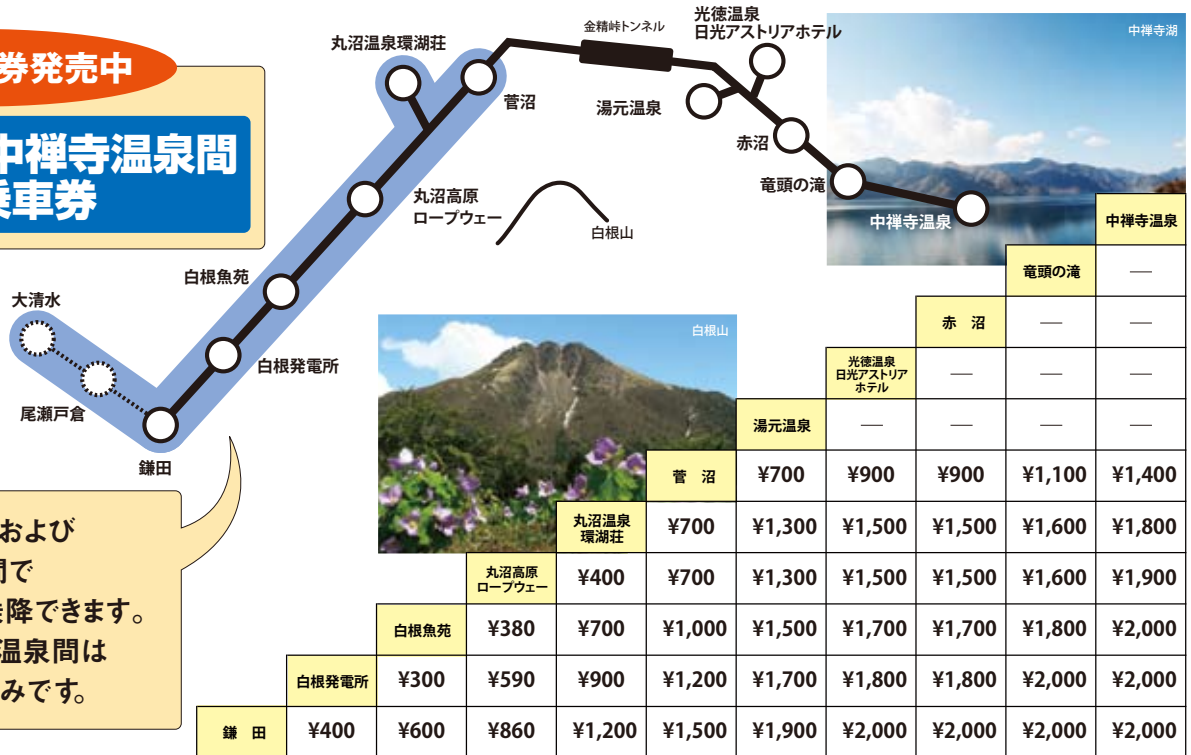 券発売中
中禅寺温泉間
乗車券
丸沼温泉環湖荘
菅沼
金精峠トンネル
光徳温泉
日光アストリアホテル
湯元温泉
赤沼
竜頭の滝
中禅寺温泉
中禅寺湖
丸沼高原
ロープウェー
白根山
白根魚苑
白根発電所
大清水
尾瀬戸倉
鎌田
白根山
および
間で
乗降できます。
温泉間は
みです。
中禅寺温泉
竜頭の滝 —
赤 沼 — —
光徳温泉
日光アストリア
ホテル — — —
湯元温泉 — — — —
菅 沼 ¥700 ¥900 ¥900 ¥1,100 ¥1,400
丸沼温泉
環湖荘 ¥700 ¥1,300 ¥1,500 ¥1,500 ¥1,600 ¥1,800
丸沼高原
ロープウェー ¥400 ¥700 ¥1,300 ¥1,500 ¥1,500 ¥1,600 ¥1,900
白根魚苑 ¥380 ¥700 ¥1,000 ¥1,500 ¥1,700 ¥1,700 ¥1,800 ¥2,000
白根発電所 ¥300 ¥590 ¥900 ¥1,200 ¥1,700 ¥1,800 ¥1,800 ¥2,000 ¥2,000
鎌 田 ¥400 ¥600 ¥860 ¥1,200 ¥1,500 ¥1,900 ¥2,000 ¥2,000 ¥2,000 ¥2,000